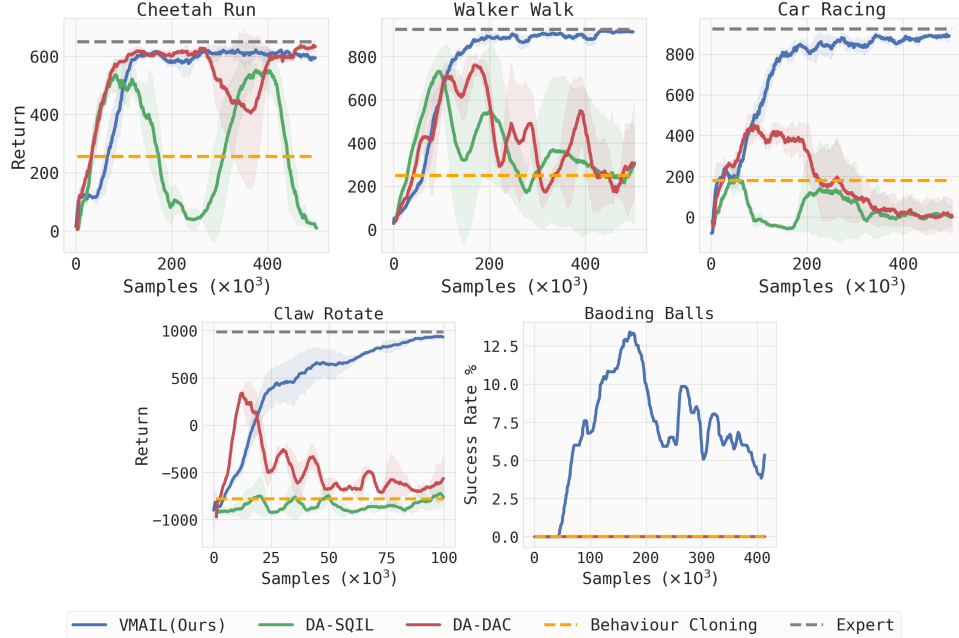 Cheetah Run
Walker Walk
Car Racing
Return
600
400
200
0
0
200
400
Samples (×10³)
800
600
400
200
0
0
200
400
Samples (×10³)
800
600
400
200
0
0
200
400
Samples (×10³)
Claw Rotate
Baoding Balls
Return
1000
500
0
−500
−1000
0
25
50
75
100
Samples (×10³)
Success Rate %
12.5
10.0
7.5
5.0
2.5
0.0
0
100
200
300
400
Samples (×10³)
VMAIL(Ours)
DA-SQIL
DA-DAC
Behaviour Cloning
Expert